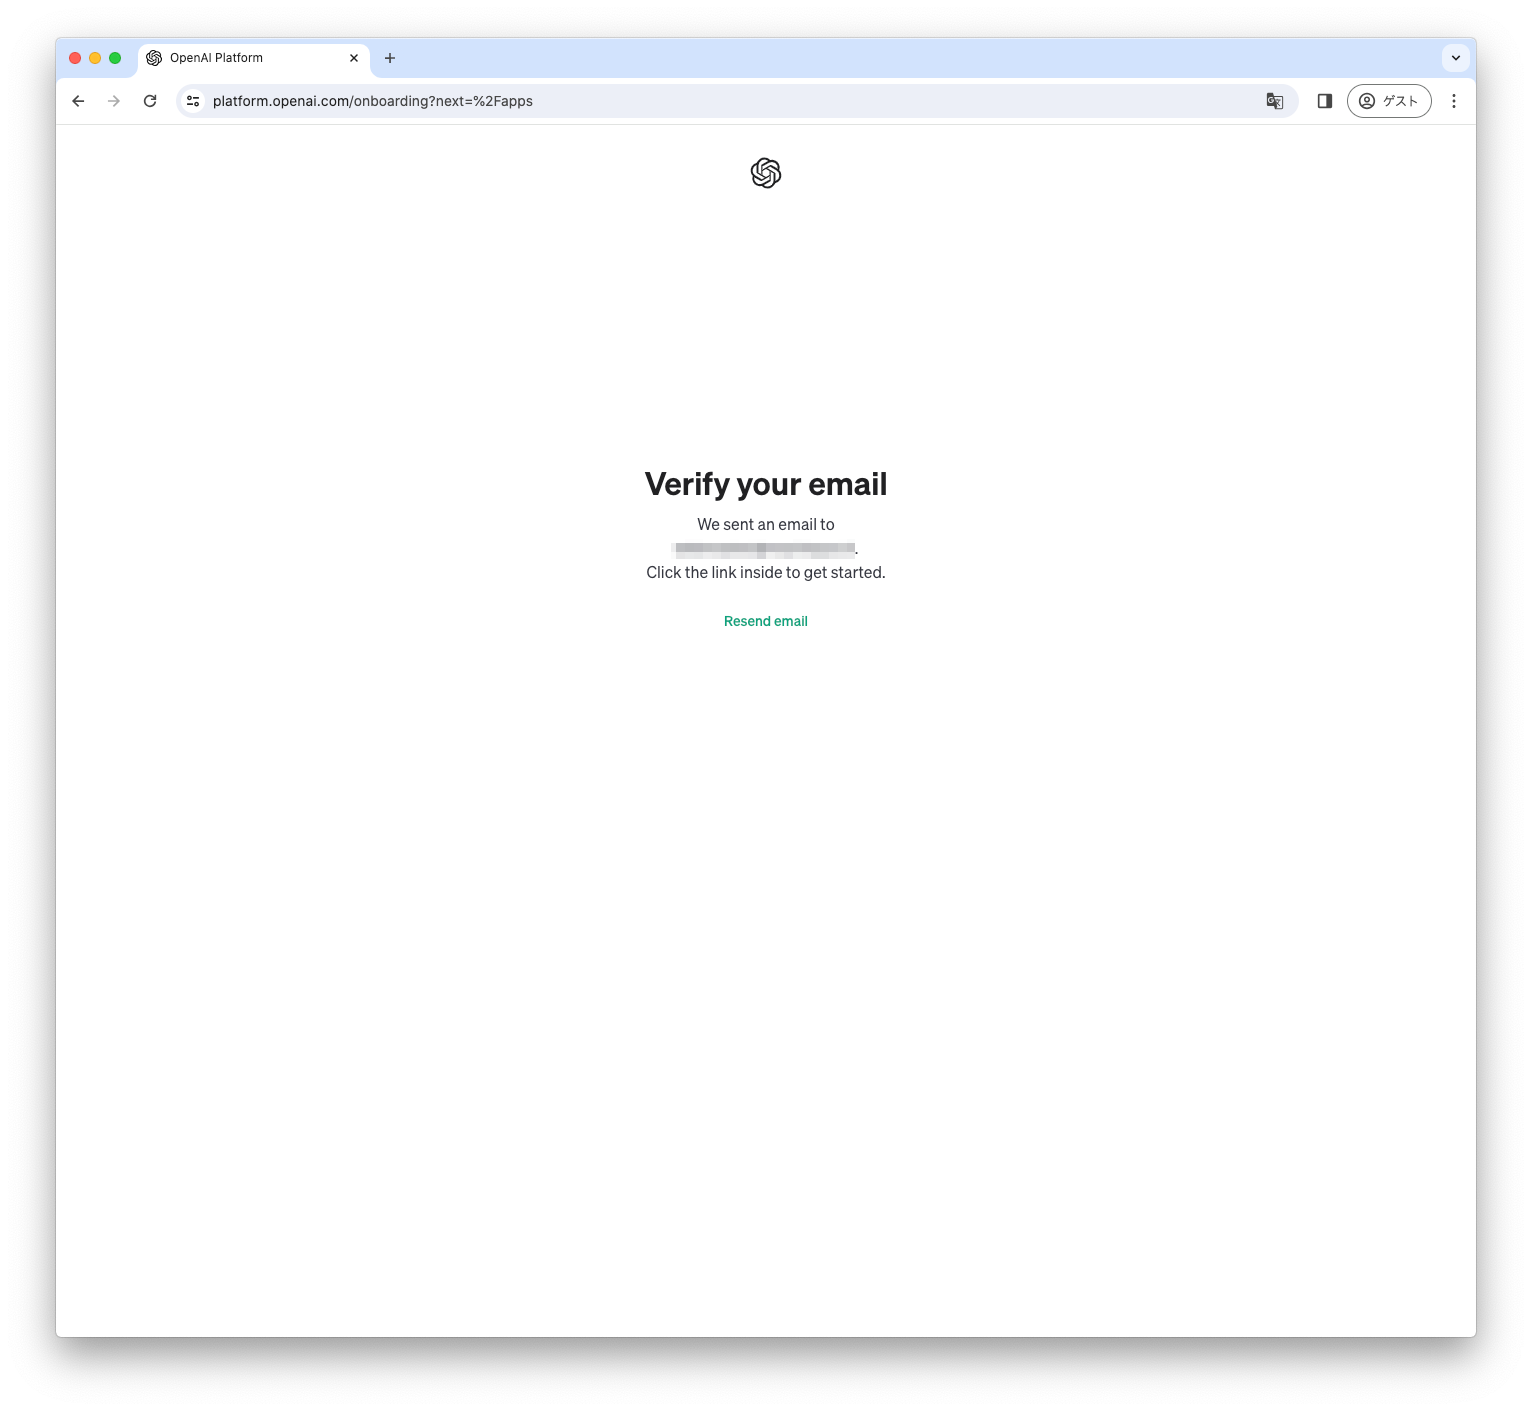 OpenAI Platform
platform.openai.com/onboarding?next=%2Fapps
ゲスト
Verify your email
We sent an email to
.
Click the link inside to get started.
Resend email